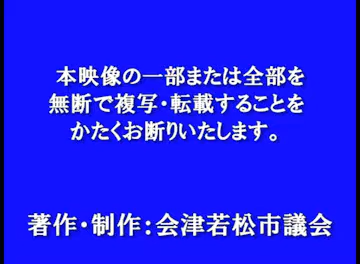 本映像の一部または全部を
無断で複写・転載することを
かたくお断りいたします。
著作・制作：会津若松市議会